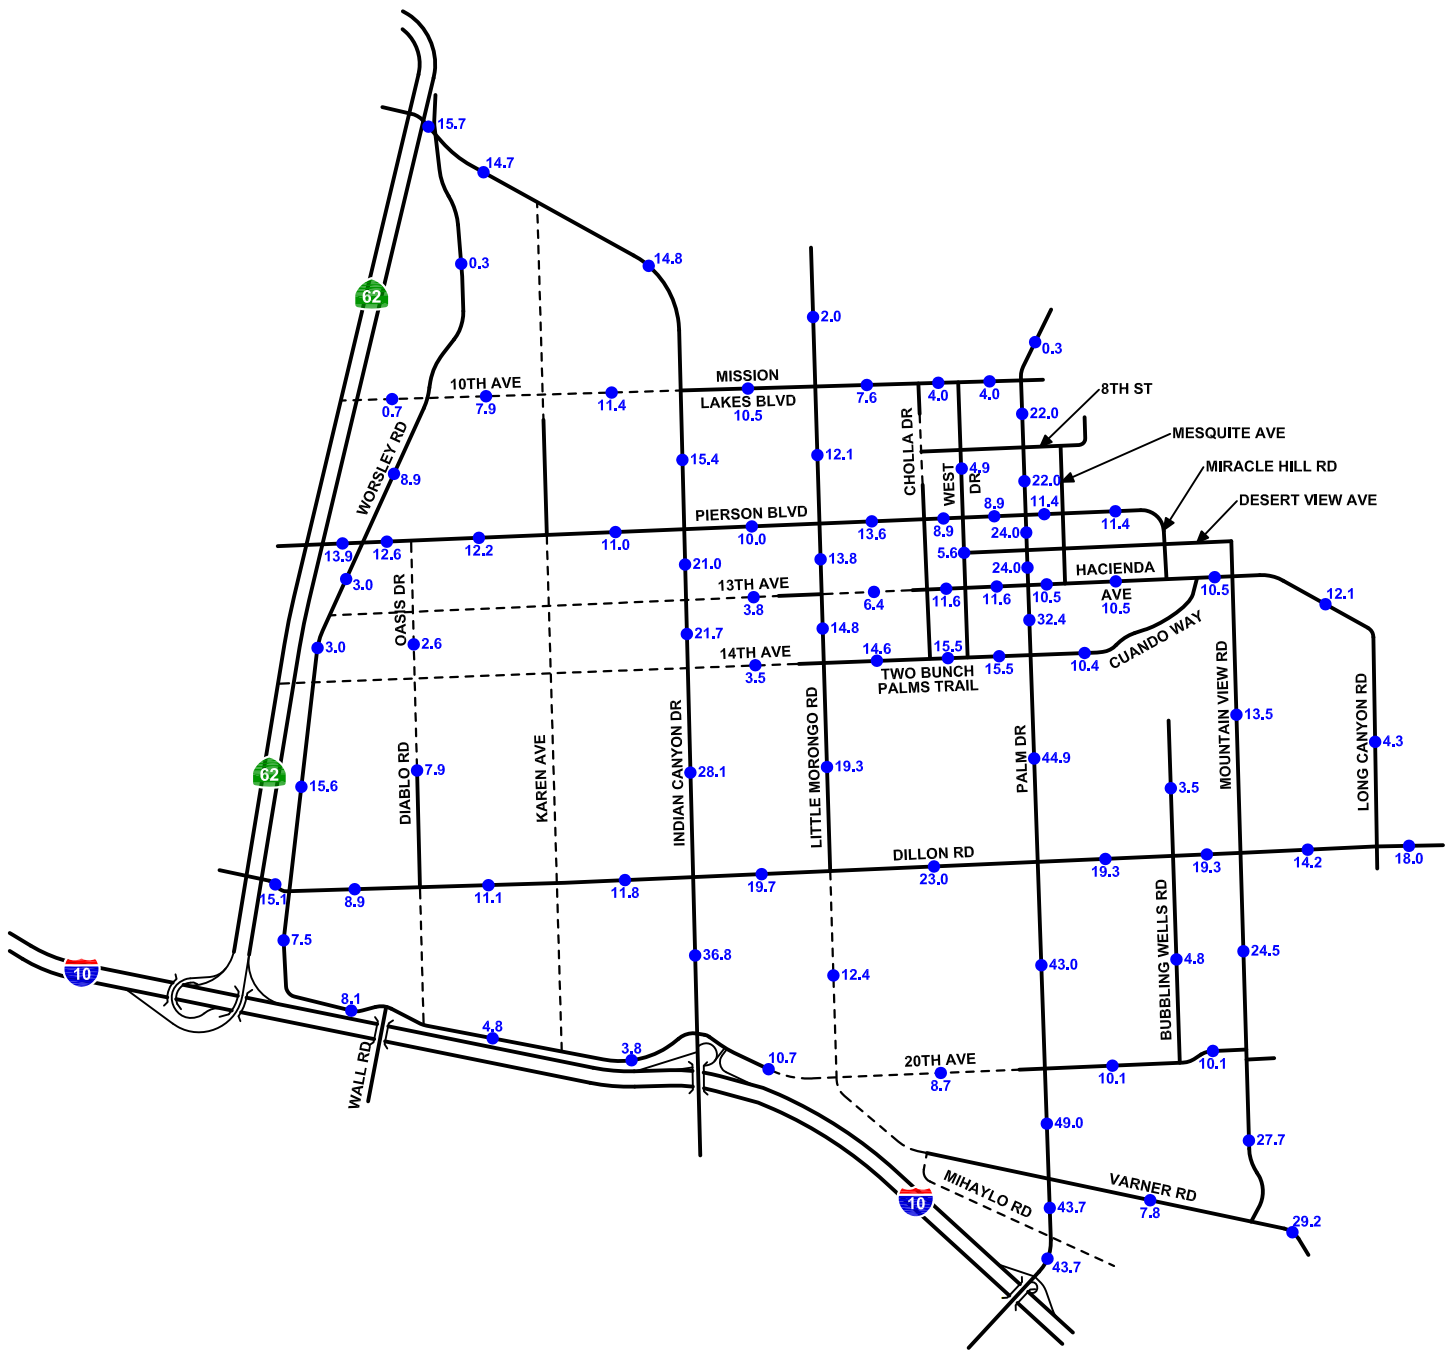 15.7
14.7
14.8
0.3
62
2.0
0.3
MISSION
10TH AVE
LAKES BLVD
0.7
7.9
11.4
10.5
7.6
4.0
4.0
8TH ST
22.0
WORSLEY RD
CHOLLA DR
MESQUITE AVE
15.4
12.1
WEST
DR
4.9
MIRACLE HILL RD
8.9
22.0
DESERT VIEW AVE
PIERSON BLVD
8.9
11.4
13.9
12.6
12.2
11.0
10.0
13.6
8.9
11.4
24.0
5.6
21.0
13.8
24.0
HACIENDA
AVE
3.0
13TH AVE
3.8
6.4
11.6
11.6
10.5
10.5
10.5
12.1
OASIS DR
32.4
21.7
14.8
CUANDO WAY
3.0
2.6
14TH AVE
3.5
14.6
15.5
15.5
10.4
TWO BUNCH
PALMS TRAIL
MOUNTAIN VIEW RD
LONG CANYON RD
13.5
4.3
INDIAN CANYON DR
LITTLE MORONGO RD
PALM DR
DIABLO RD
KAREN AVE
44.9
62
15.6
7.9
28.1
19.3
3.5
DILLON RD
15.1
8.9
11.1
11.8
19.7
23.0
19.3
19.3
14.2
18.0
BUBBLING WELLS RD
7.5
36.8
12.4
43.0
4.8
24.5
10
8.1
4.8
3.8
10.7
20TH AVE
8.7
10.1
10.1
WALL RD
49.0
27.7
MIHAYLO RD
VARNER RD
7.8
10
43.7
29.2
43.7